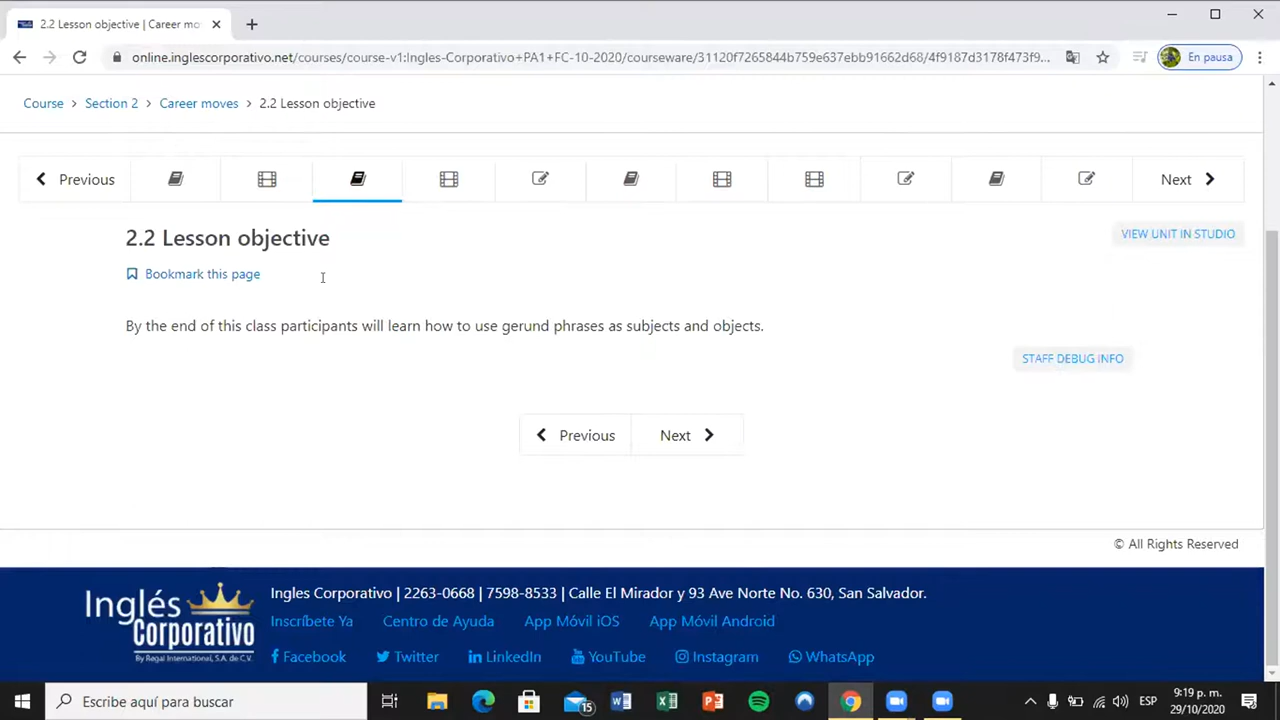 2.2 Lesson objective | Career mo
online.inglescorporativo.net/courses/course-v1:Ingles-Corporativo+PA1+FC-10-2020/courseware/31120f7265844b759e637ebb91662d68/4f9187d3178f473f9...
En pausa
Course > Section 2 > Career moves > 2.2 Lesson objective
Previous
Next
2.2 Lesson objective
VIEW UNIT IN STUDIO
Bookmark this page
By the end of this class participants will learn how to use gerund phrases as subjects and objects.
STAFF DEBUG INFO
Previous
Next
© All Rights Reserved
Inglés
Corporativo
By Regal International, S.A. de C.V.
Ingles Corporativo | 2263-0668 | 7598-8533 | Calle El Mirador y 93 Ave Norte No. 630, San Salvador.
Inscríbete Ya Centro de Ayuda App Móvil iOS App Móvil Android
Facebook Twitter LinkedIn YouTube Instagram WhatsApp
Escribe aquí para buscar
15
ESP
9:19 p. m.
29/10/2020